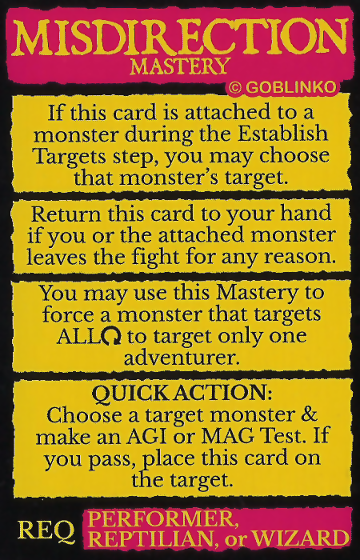 MISDIRECTION
MASTERY
© GOBLINKO
If this card is attached to a
monster during the Establish
Targets step, you may choose
that monster's target.
Return this card to your hand
if you or the attached monster
leaves the fight for any reason.
You may use this Mastery to
force a monster that targets
ALL to target only one
adventurer.
QUICK ACTION:
Choose a target monster &
make an AGI or MAG Test. If
you pass, place this card on
the target.
REQ PERFORMER,
REPTILIAN, or WIZARD